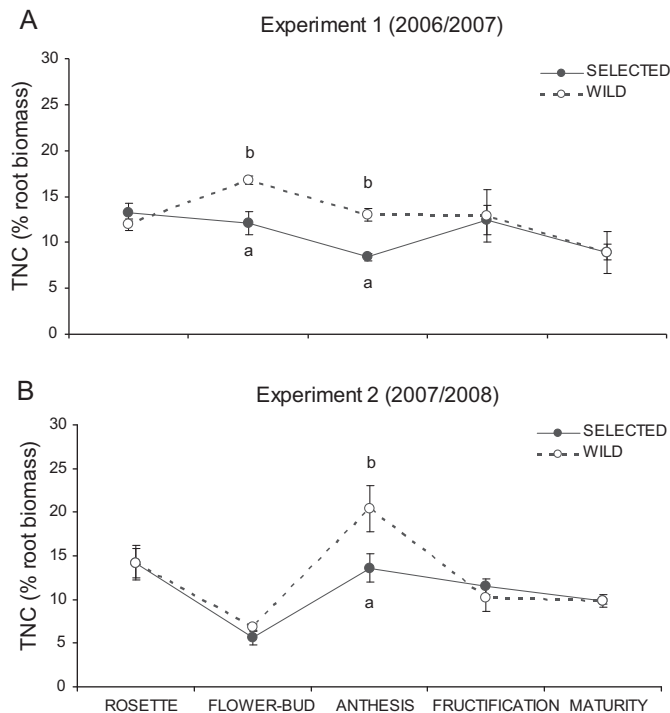 A
Experiment 1 (2006/2007)
30
25
20
15
10
5
0
TNC (% root biomass)
SELECTED
WILD
b
b
a
a
B
Experiment 2 (2007/2008)
30
25
20
15
10
5
0
TNC (% root biomass)
SELECTED
WILD
b
a
ROSETTE FLOWER-BUD ANTHESIS FRUCTIFICATION MATURITY